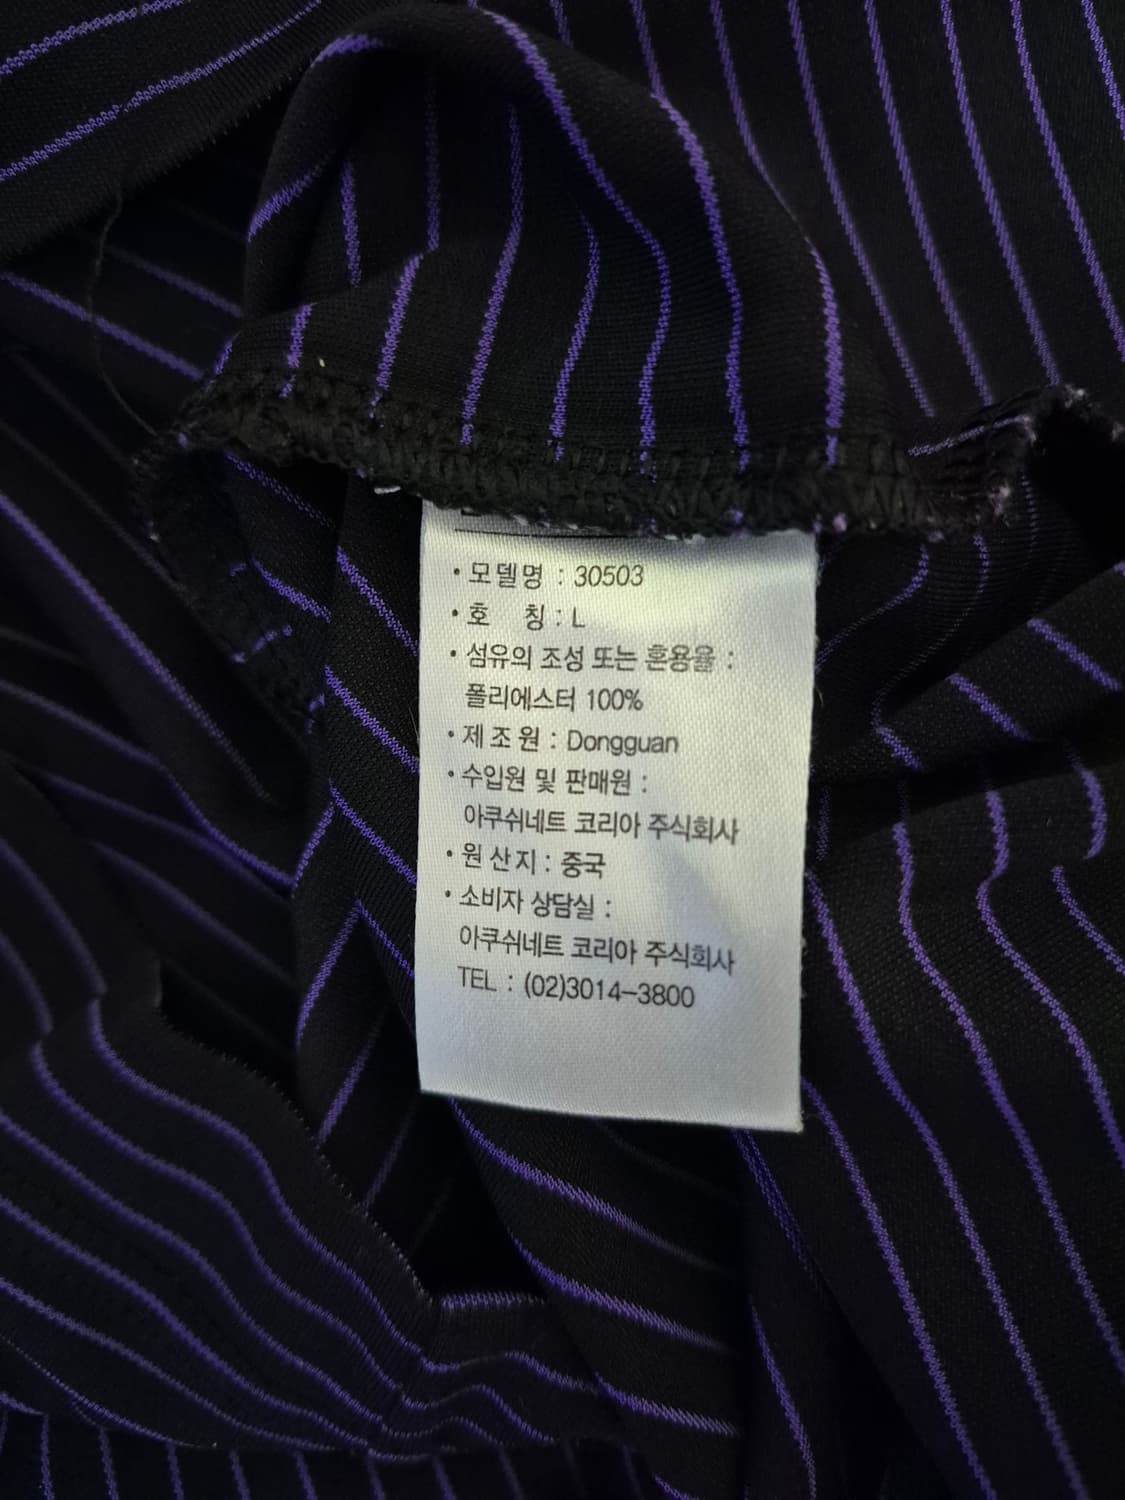 • 모델명 : 30503
• 호 칭 : L
• 섬유의 조성 또는 혼용율 :
폴리에스터 100%
• 제 조 원 : Dongguan
• 수입원 및 판매원 :
아쿠쉬네트 코리아 주식회사
• 원 산 지 : 중국
• 소비자 상담실 :
아쿠쉬네트 코리아 주식회사
TEL : (02)3014-3800